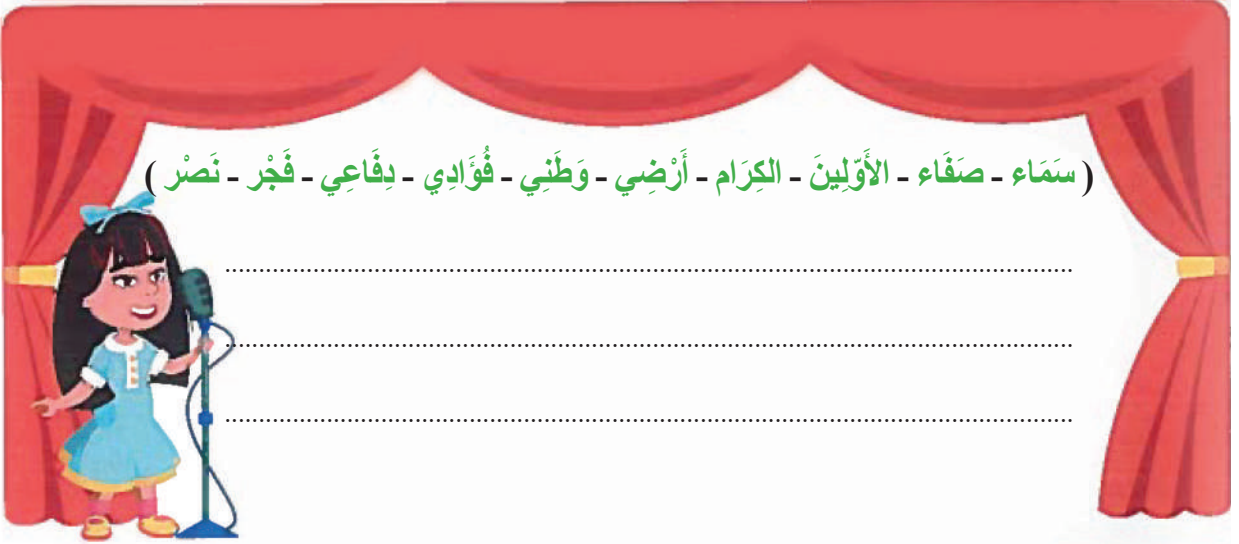 ( سَمَاء - صَفَاء - الأَوّلِينَ - الكِرَام - أَرْضِي - وَطَنِي - فُؤَادِي - دِفَاعِي - فَجْر - نَصْر )